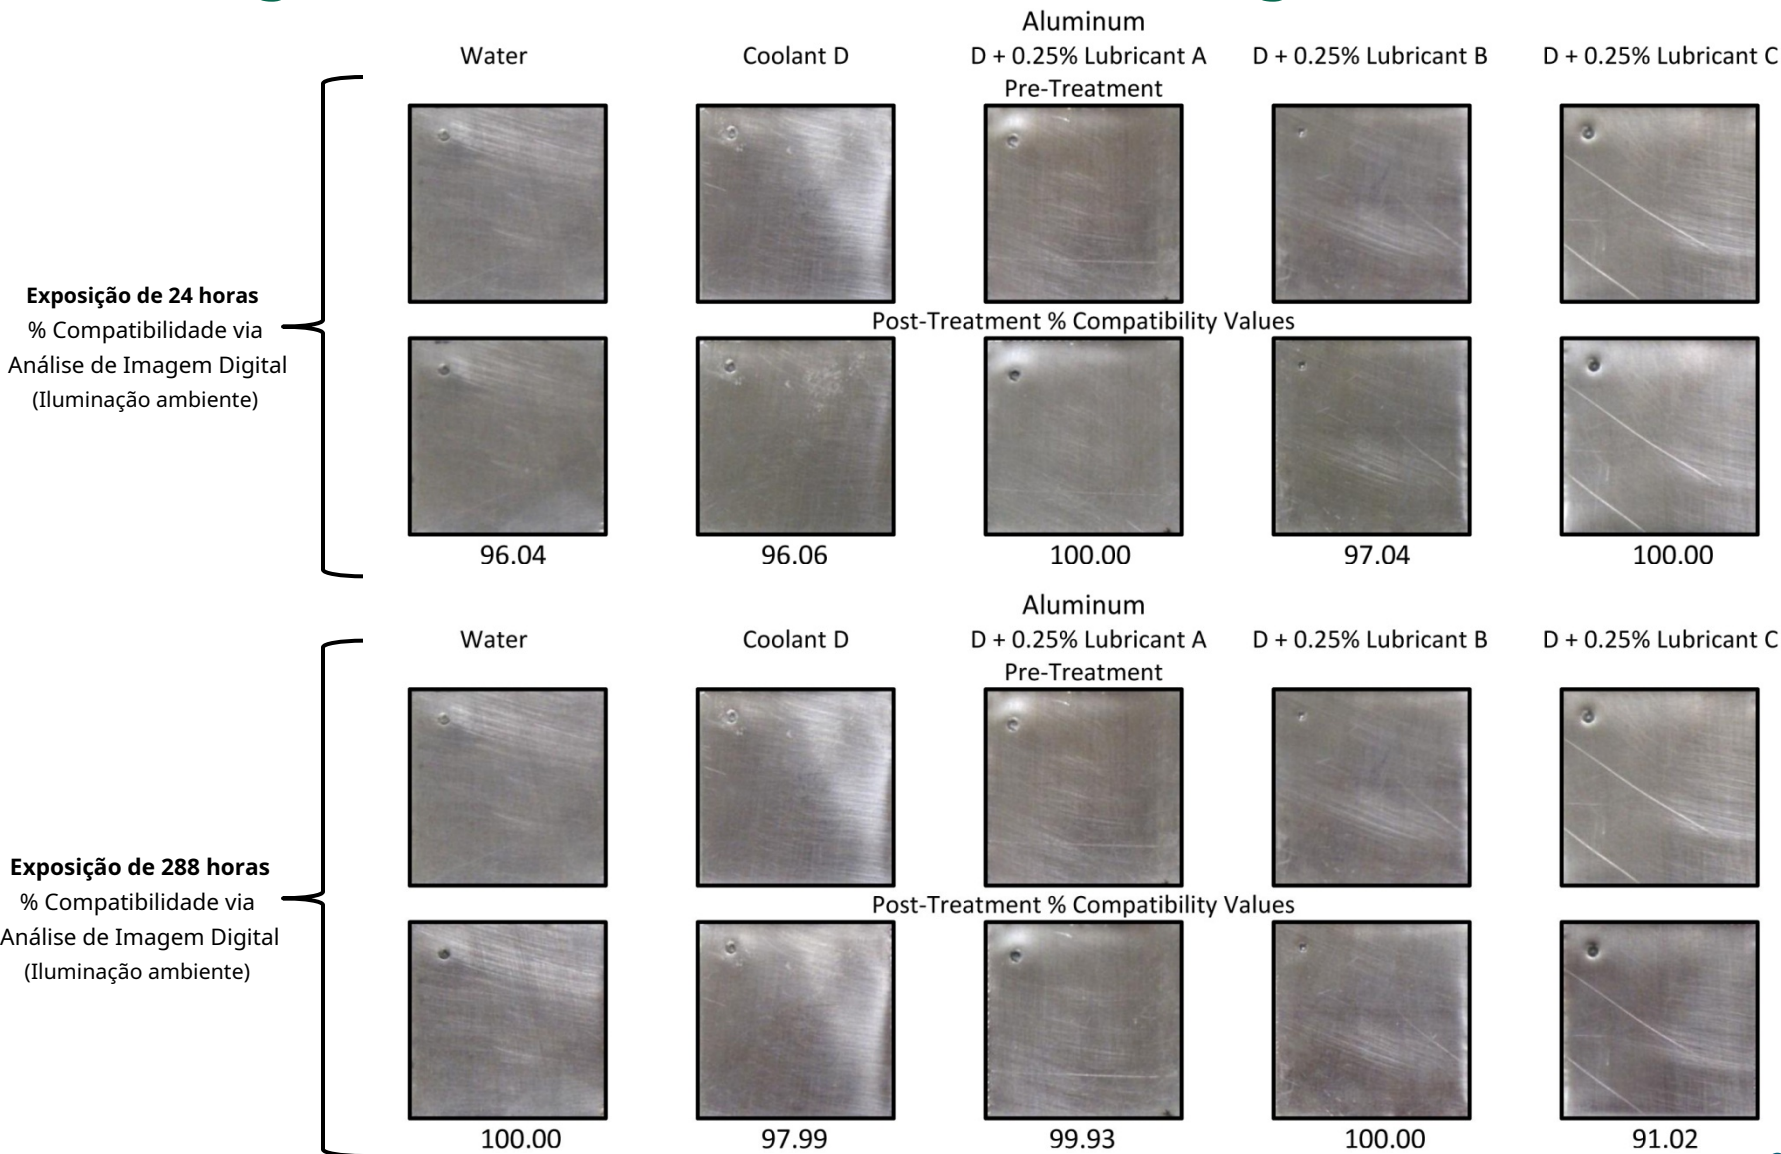 Aluminum
Water
Coolant D
D + 0.25% Lubricant A
D + 0.25% Lubricant B
D + 0.25% Lubricant C
Pre-Treatment
Exposição de 24 horas
% Compatibilidade via
Análise de Imagem Digital
(Iluminação ambiente)
Post-Treatment % Compatibility Values
96.04
96.06
100.00
97.04
100.00
Aluminum
Water
Coolant D
D + 0.25% Lubricant A
D + 0.25% Lubricant B
D + 0.25% Lubricant C
Pre-Treatment
Exposição de 288 horas
% Compatibilidade via
Análise de Imagem Digital
(Iluminação ambiente)
Post-Treatment % Compatibility Values
100.00
97.99
99.93
100.00
91.02